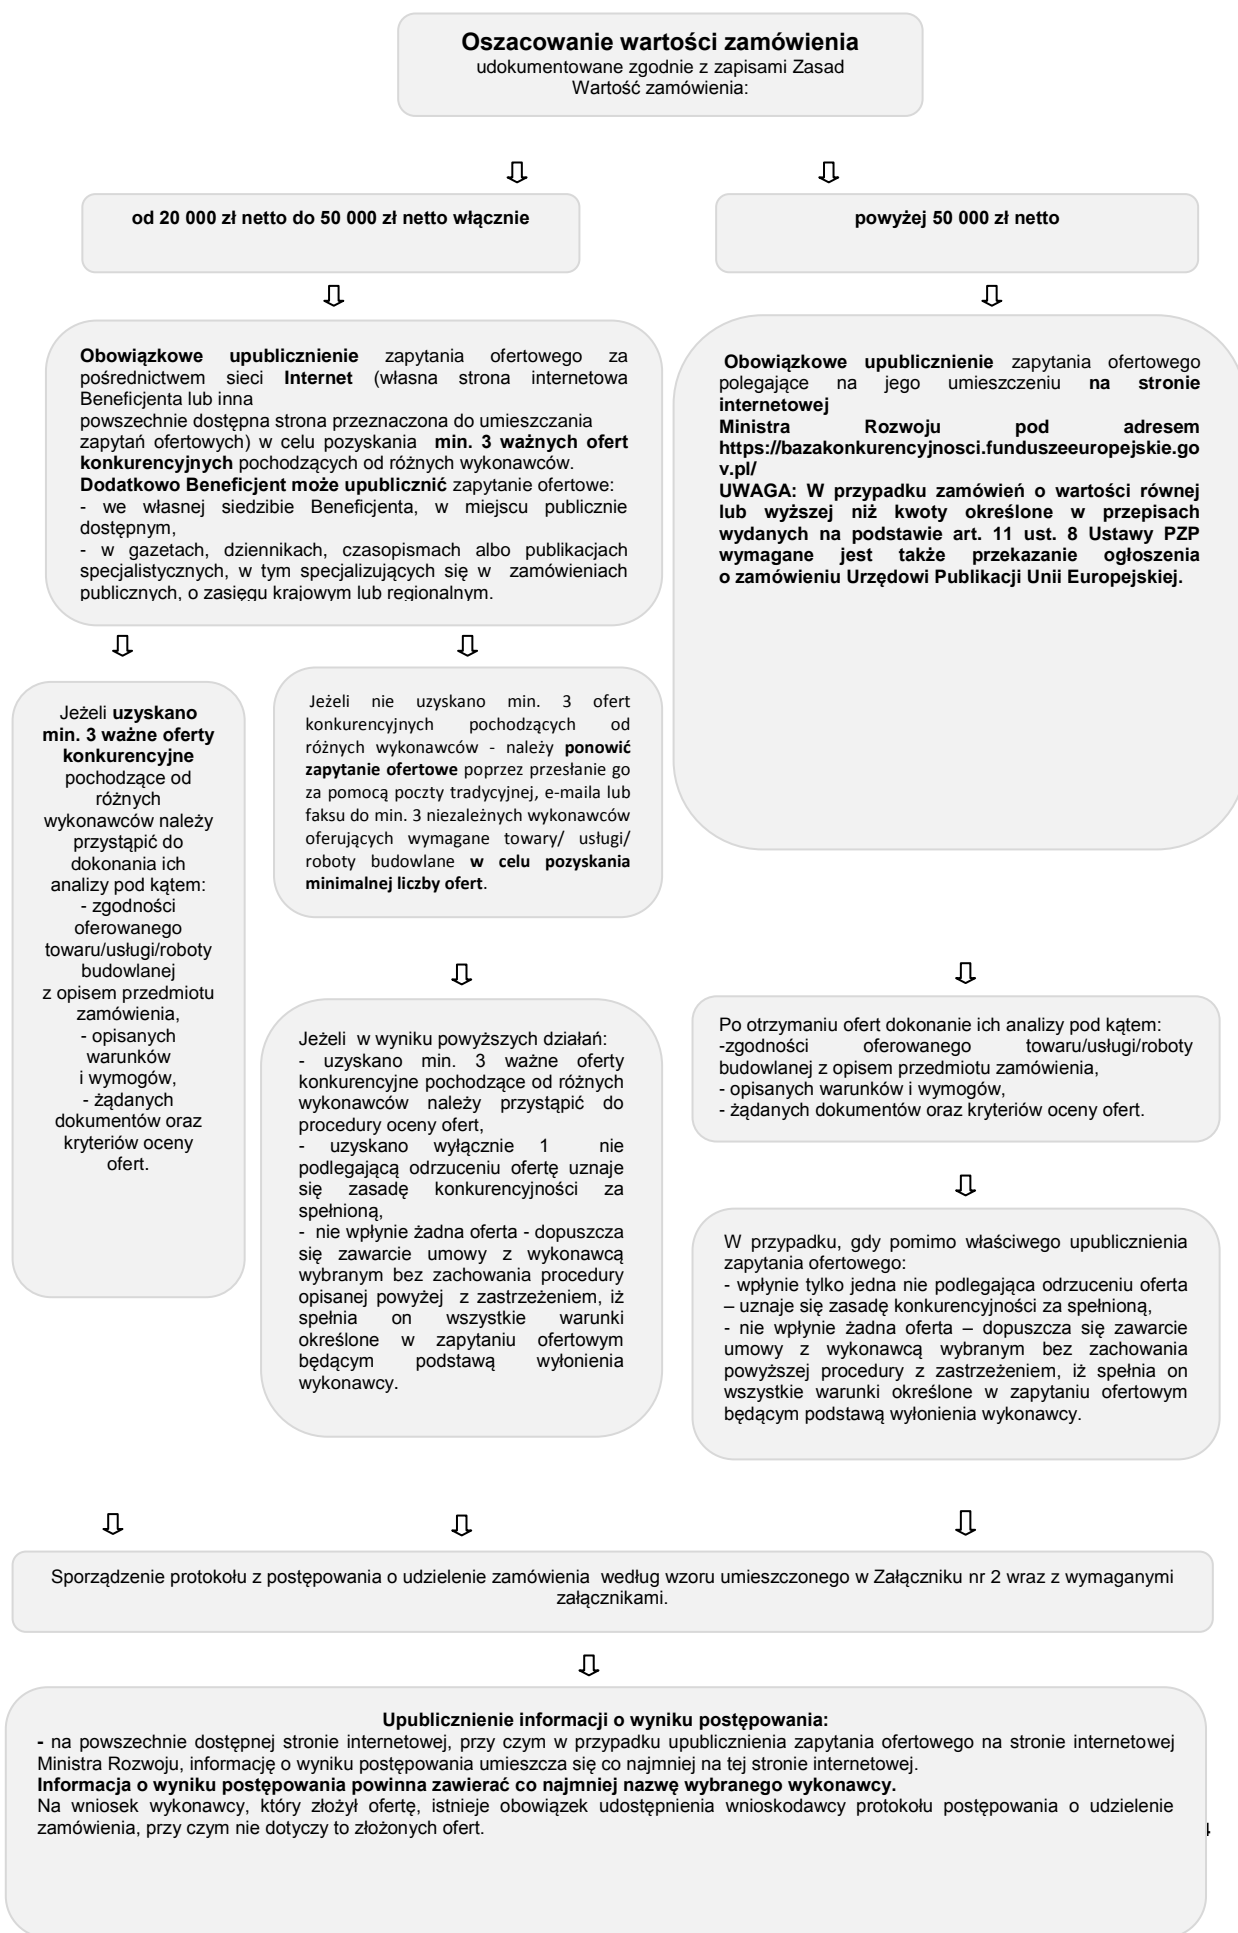 Oszacowanie wartości zamówienia
udokumentowane zgodnie z zapisami Zasad
Wartość zamówienia:
od 20 000 zł netto do 50 000 zł netto włącznie
powyżej 50 000 zł netto
Obowiązkowe upublicznienie zapytania ofertowego za
pośrednictwem sieci Internet (własna strona internetowa
Beneficjenta lub inna
powszechnie dostępna strona przeznaczona do umieszczania
zapytań ofertowych) w celu pozyskania min. 3 ważnych ofert
konkurencyjnych pochodzących od różnych wykonawców.
Dodatkowo Beneficjent może upublicznić zapytanie ofertowe:
- we własnej siedzibie Beneficjenta, w miejscu publicznie
dostępnym,
- w gazetach, dziennikach, czasopismach albo publikacjach
specjalistycznych, w tym specjalizujących się w zamówieniach
publicznych, o zasięgu krajowym lub regionalnym.
Obowiązkowe upublicznienie zapytania ofertowego
polegające na jego umieszczeniu na stronie
internetowej
Ministra Rozwoju pod adresem
https://bazakonkurencyjnosci.funduszeeuropejskie.go
v.pl/
UWAGA: W przypadku zamówień o wartości równej
lub wyższej niż kwoty określone w przepisach
wydanych na podstawie art. 11 ust. 8 Ustawy PZP
wymagane jest także przekazanie ogłoszenia
o zamówieniu Urzędowi Publikacji Unii Europejskiej.
Jeżeli uzyskano
min. 3 ważne oferty
konkurencyjne
pochodzące od
różnych
wykonawców należy
przystąpić do
dokonania ich
analizy pod kątem:
- zgodności
oferowanego
towaru/usługi/roboty
budowlanej
z opisem przedmiotu
zamówienia,
- opisanych
warunków
i wymogów,
- żądanych
dokumentów oraz
kryteriów oceny
ofert.
Jeżeli nie uzyskano min. 3 ofert
konkurencyjnych pochodzących od
różnych wykonawców - należy ponowić
zapytanie ofertowe poprzez przesłanie go
za pomocą poczty tradycyjnej, e-maila lub
faksu do min. 3 niezależnych wykonawców
oferujących wymagane towary/ usługi/
roboty budowlane w celu pozyskania
minimalnej liczby ofert.
Jeżeli w wyniku powyższych działań:
- uzyskano min. 3 ważne oferty
konkurencyjne pochodzące od różnych
wykonawców należy przystąpić do
procedury oceny ofert,
- uzyskano wyłącznie 1 nie
podlegającą odrzuceniu ofertę uznaje
się zasadę konkurencyjności za
spełnioną,
- nie wpłynie żadna oferta - dopuszcza
się zawarcie umowy z wykonawcą
wybranym bez zachowania procedury
opisanej powyżej z zastrzeżeniem, iż
spełnia on wszystkie warunki
określone w zapytaniu ofertowym
będącym podstawą wyłonienia
wykonawcy.
Po otrzymaniu ofert dokonanie ich analizy pod kątem:
-zgodności oferowanego towaru/usługi/roboty
budowlanej z opisem przedmiotu zamówienia,
- opisanych warunków i wymogów,
- żądanych dokumentów oraz kryteriów oceny ofert.
W przypadku, gdy pomimo właściwego upublicznienia
zapytania ofertowego:
- wpłynie tylko jedna nie podlegająca odrzuceniu oferta
– uznaje się zasadę konkurencyjności za spełnioną,
- nie wpłynie żadna oferta – dopuszcza się zawarcie
umowy z wykonawcą wybranym bez zachowania
powyższej procedury z zastrzeżeniem, iż spełnia on
wszystkie warunki określone w zapytaniu ofertowym
będącym podstawą wyłonienia wykonawcy.
Sporządzenie protokołu z postępowania o udzielenie zamówienia według wzoru umieszczonego w Załączniku nr 2 wraz z wymaganymi
załącznikami.
Upublicznienie informacji o wyniku postępowania:
- na powszechnie dostępnej stronie internetowej, przy czym w przypadku upublicznienia zapytania ofertowego na stronie internetowej
Ministra Rozwoju, informację o wyniku postępowania umieszcza się co najmniej na tej stronie internetowej.
Informacja o wyniku postępowania powinna zawierać co najmniej nazwę wybranego wykonawcy.
Na wniosek wykonawcy, który złożył ofertę, istnieje obowiązek udostępnienia wnioskodawcy protokołu postępowania o udzielenie
zamówienia, przy czym nie dotyczy to złożonych ofert.